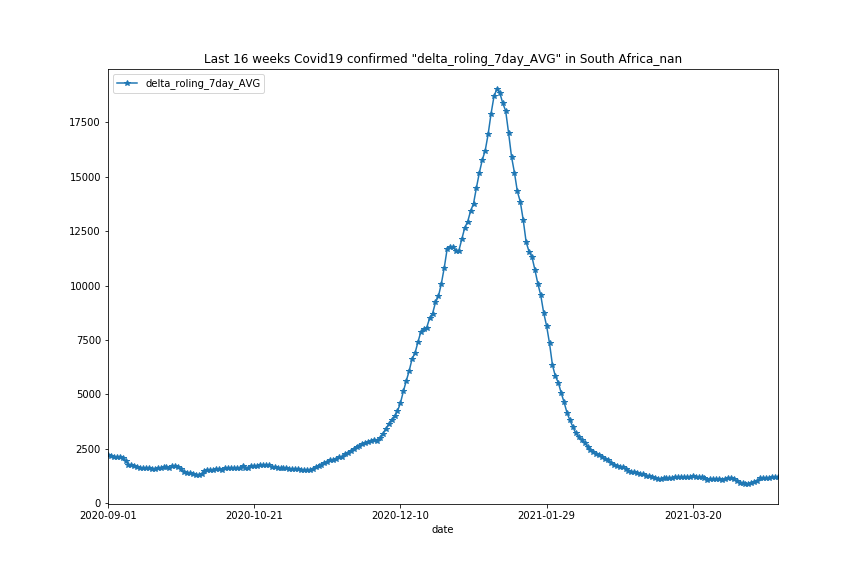 Last 16 weeks Covid19 confirmed "delta_roling_7day_AVG" in South Africa_nan
delta_roling_7day_AVG
17500
15000
12500
10000
7500
5000
2500
0
2020-09-01 2020-10-21 2020-12-10 2021-01-29 2021-03-20
date